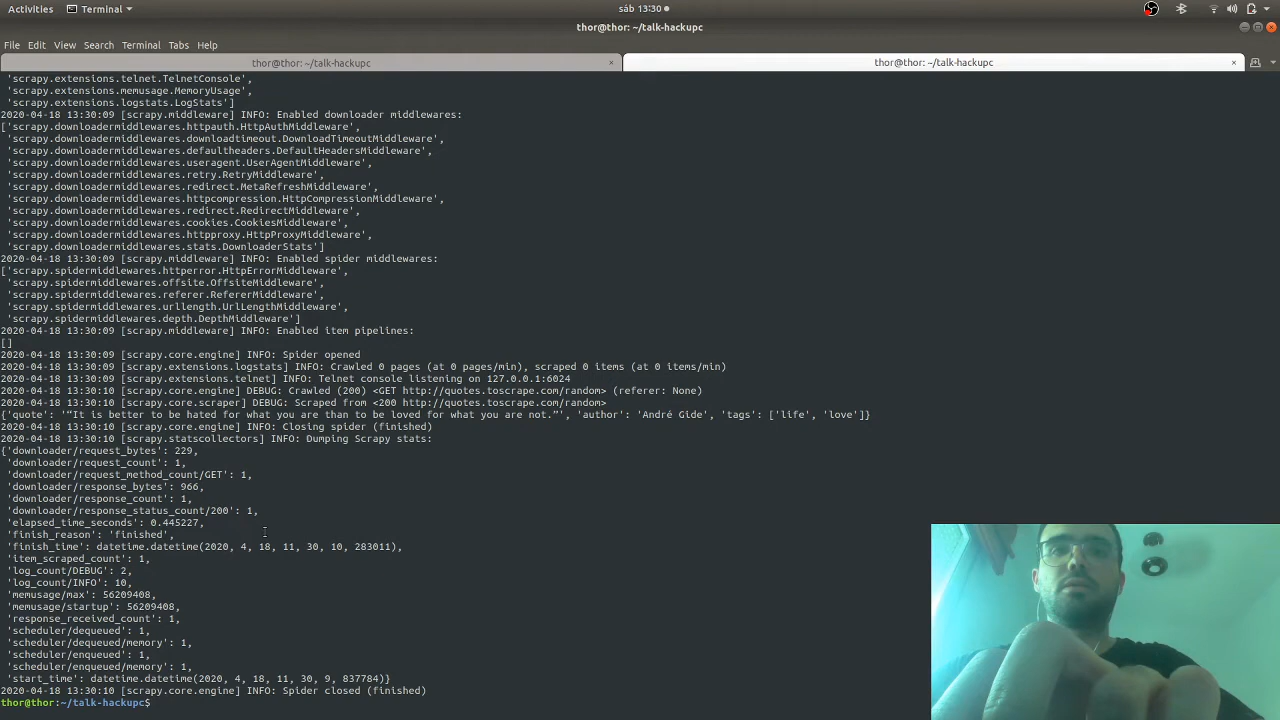 Activities
Terminal
sáb 13:30
thor@thor: ~/talk-hackupc
File Edit View Search Terminal Tabs Help
thor@thor: ~/talk-hackupc
thor@thor: ~/talk-hackupc
'scrapy.extensions.telnet.TelnetConsole',
'scrapy.extensions.memusage.MemoryUsage',
'scrapy.extensions.logstats.LogStats']
2020-04-18 13:30:09 [scrapy.middleware] INFO: Enabled downloader middlewares:
['scrapy.downloadermiddlewares.httpauth.HttpAuthMiddleware',
'scrapy.downloadermiddlewares.downloadtimeout.DownloadTimeoutMiddleware',
'scrapy.downloadermiddlewares.defaultheaders.DefaultHeadersMiddleware',
'scrapy.downloadermiddlewares.useragent.UserAgentMiddleware',
'scrapy.downloadermiddlewares.retry.RetryMiddleware',
'scrapy.downloadermiddlewares.redirect.MetaRefreshMiddleware',
'scrapy.downloadermiddlewares.httpcompression.HttpCompressionMiddleware',
'scrapy.downloadermiddlewares.redirect.RedirectMiddleware',
'scrapy.downloadermiddlewares.cookies.CookiesMiddleware',
'scrapy.downloadermiddlewares.httpproxy.HttpProxyMiddleware',
'scrapy.downloadermiddlewares.stats.DownloaderStats']
2020-04-18 13:30:09 [scrapy.middleware] INFO: Enabled spider middlewares:
['scrapy.spidermiddlewares.httperror.HttpErrorMiddleware',
'scrapy.spidermiddlewares.offsite.OffsiteMiddleware',
'scrapy.spidermiddlewares.referer.RefererMiddleware',
'scrapy.spidermiddlewares.urllength.UrlLengthMiddleware',
'scrapy.spidermiddlewares.depth.DepthMiddleware']
2020-04-18 13:30:09 [scrapy.middleware] INFO: Enabled item pipelines:
[]
2020-04-18 13:30:09 [scrapy.core.engine] INFO: Spider opened
2020-04-18 13:30:09 [scrapy.extensions.logstats] INFO: Crawled 0 pages (at 0 pages/min), scraped 0 items (at 0 items/min)
2020-04-18 13:30:09 [scrapy.extensions.telnet] INFO: Telnet console listening on 127.0.0.1:6024
2020-04-18 13:30:10 [scrapy.core.engine] DEBUG: Crawled (200) <GET http://quotes.toscrape.com/random> (referer: None)
2020-04-18 13:30:10 [scrapy.core.scraper] DEBUG: Scraped from <200 http://quotes.toscrape.com/random>
{'quote': '“It is better to be hated for what you are than to be loved for what you are not.”', 'author': 'André Gide', 'tags': ['life', 'love']}
2020-04-18 13:30:10 [scrapy.core.engine] INFO: Closing spider (finished)
2020-04-18 13:30:10 [scrapy.statscollectors] INFO: Dumping Scrapy stats:
{'downloader/request_bytes': 229,
'downloader/request_count': 1,
'downloader/request_method_count/GET': 1,
'downloader/response_bytes': 966,
'downloader/response_count': 1,
'downloader/response_status_count/200': 1,
'elapsed_time_seconds': 0.445227,
'finish_reason': 'finished',
'finish_time': datetime.datetime(2020, 4, 18, 11, 30, 10, 283011),
'item_scraped_count': 1,
'log_count/DEBUG': 2,
'log_count/INFO': 10,
'memusage/max': 56209408,
'memusage/startup': 56209408,
'response_received_count': 1,
'scheduler/dequeued': 1,
'scheduler/dequeued/memory': 1,
'scheduler/enqueued': 1,
'scheduler/enqueued/memory': 1,
'start_time': datetime.datetime(2020, 4, 18, 11, 30, 9, 837784)}
2020-04-18 13:30:10 [scrapy.core.engine] INFO: Spider closed (finished)
thor@thor:~/talk-hackupc$